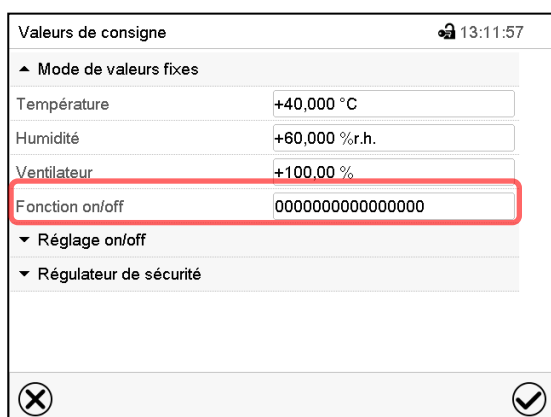 Valeurs de consigne 13:11:57
Mode de valeurs fixes
Température +40,000 °C
Humidité +60,000 %r.h.
Ventilateur +100,00 %
Fonction on/off 0000000000000000
Réglage on/off
Régulateur de sécurité